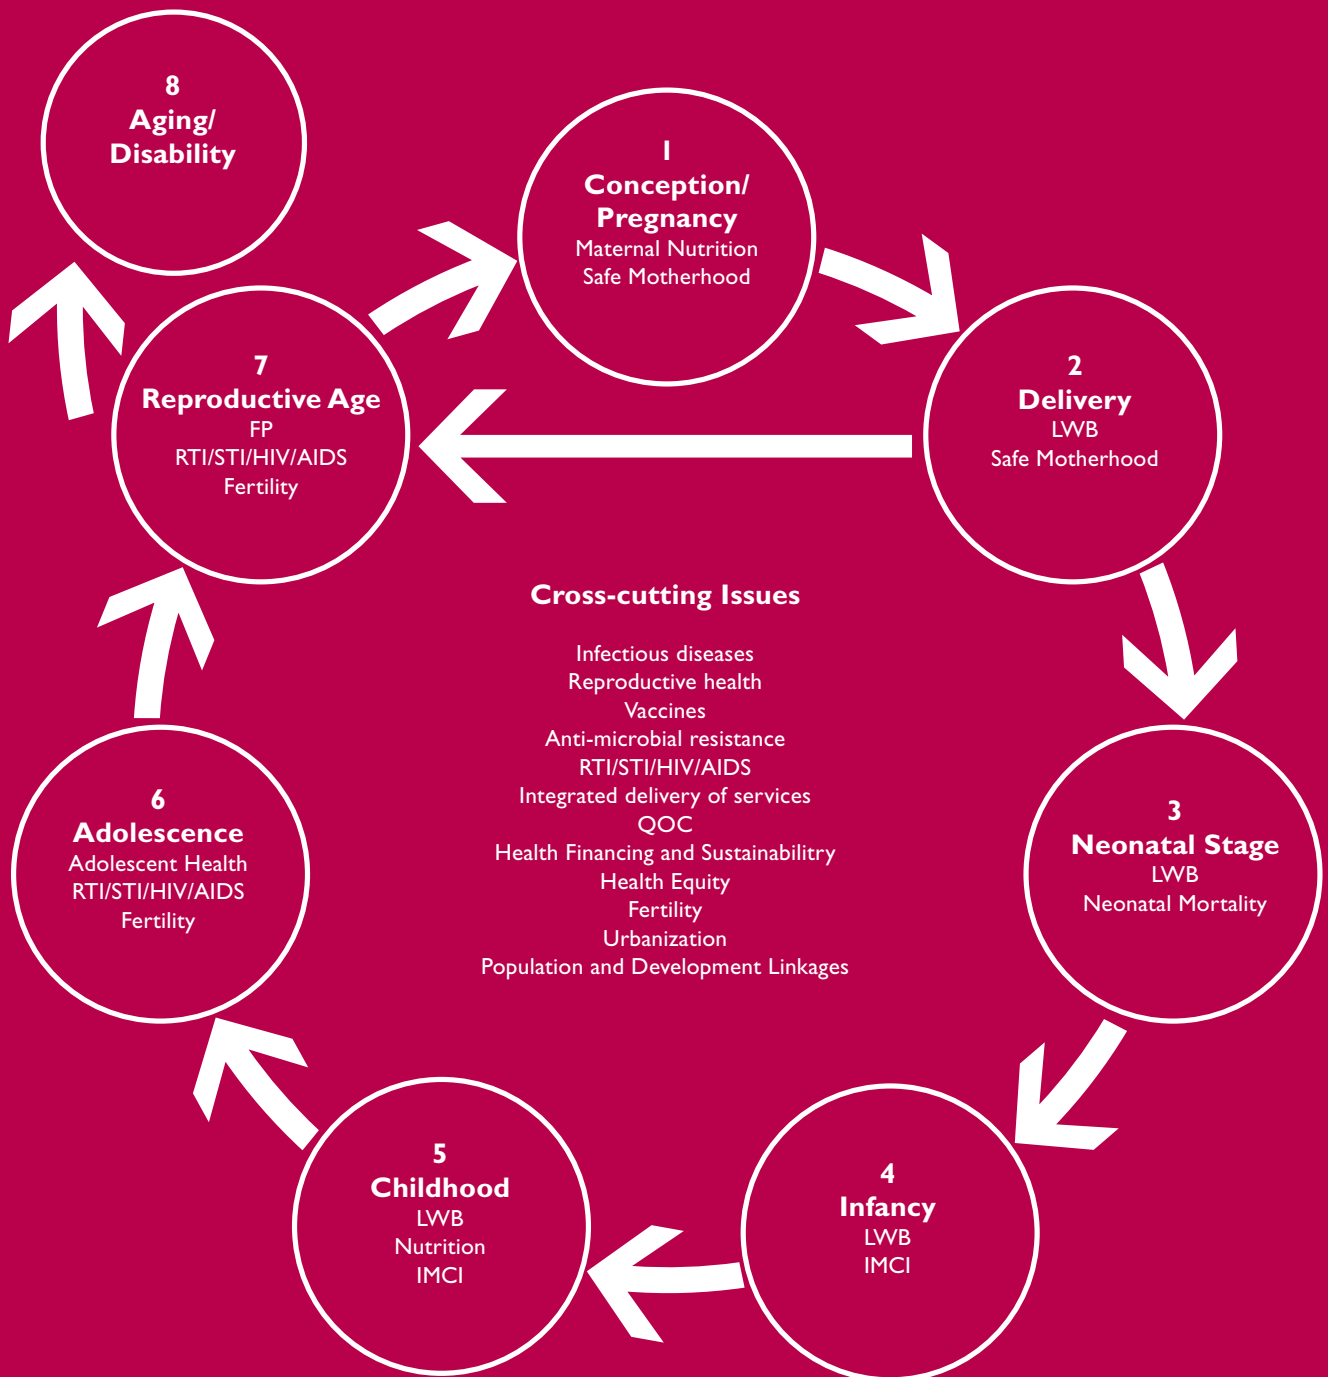 8
Aging/
Disability
1
Conception/
Pregnancy
Maternal Nutrition
Safe Motherhood
2
Delivery
LWB
Safe Motherhood
3
Neonatal Stage
LWB
Neonatal Mortality
4
Infancy
LWB
IMCI
5
Childhood
LWB
Nutrition
IMCI
6
Adolescence
Adolescent Health
RTI/STI/HIV/AIDS
Fertility
7
Reproductive Age
FP
RTI/STI/HIV/AIDS
Fertility
Cross-cutting Issues
Infectious diseases
Reproductive health
Vaccines
Anti-microbial resistance
RTI/STI/HIV/AIDS
Integrated delivery of services
QOC
Health Financing and Sustainabilitry
Health Equity
Fertility
Urbanization
Population and Development Linkages